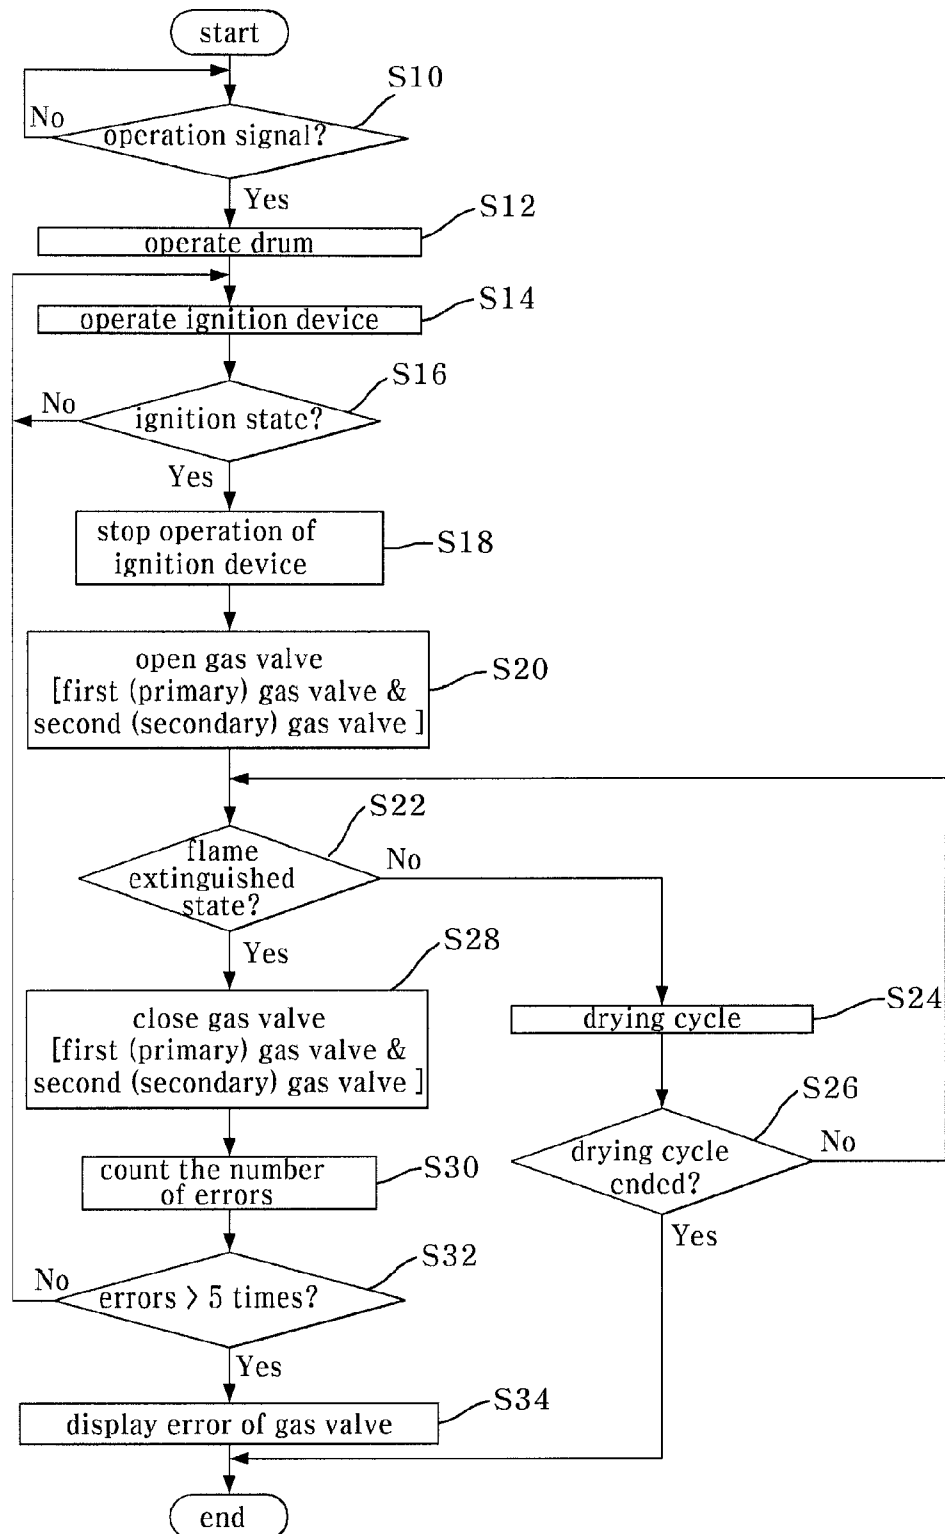 start
S10
No
operation signal?
Yes
S12
operate drum
S14
operate ignition device
S16
No
ignition state?
Yes
stop operation of
ignition device
S18
open gas valve
[first (primary) gas valve &
second (secondary) gas valve ]
S20
S22
flame
extinguished
state?
No
Yes
S28
close gas valve
[first (primary) gas valve &
second (secondary) gas valve ]
drying cycle
S24
S26
drying cycle
ended?
No
Yes
count the number
of errors
S30
S32
No
errors > 5 times?
Yes
S34
display error of gas valve
end